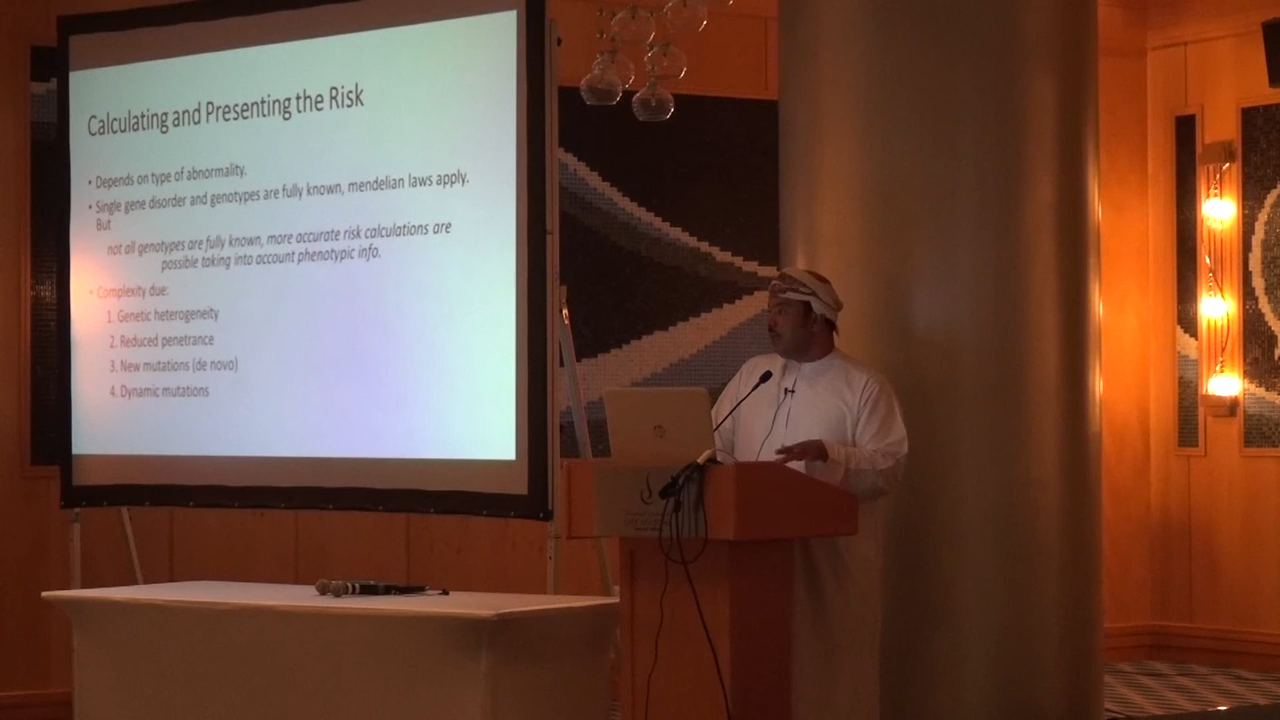 Calculating and Presenting the Risk
• Depends on type of abnormality.
• Single gene disorder and genotypes are fully known, mendelian laws apply.
But
not all genotypes are fully known, more accurate risk calculations are
possible taking into account phenotypic info.
• Complexity due:
1. Genetic heterogeneity
2. Reduced penetrance
3. New mutations (de novo)
4. Dynamic mutations